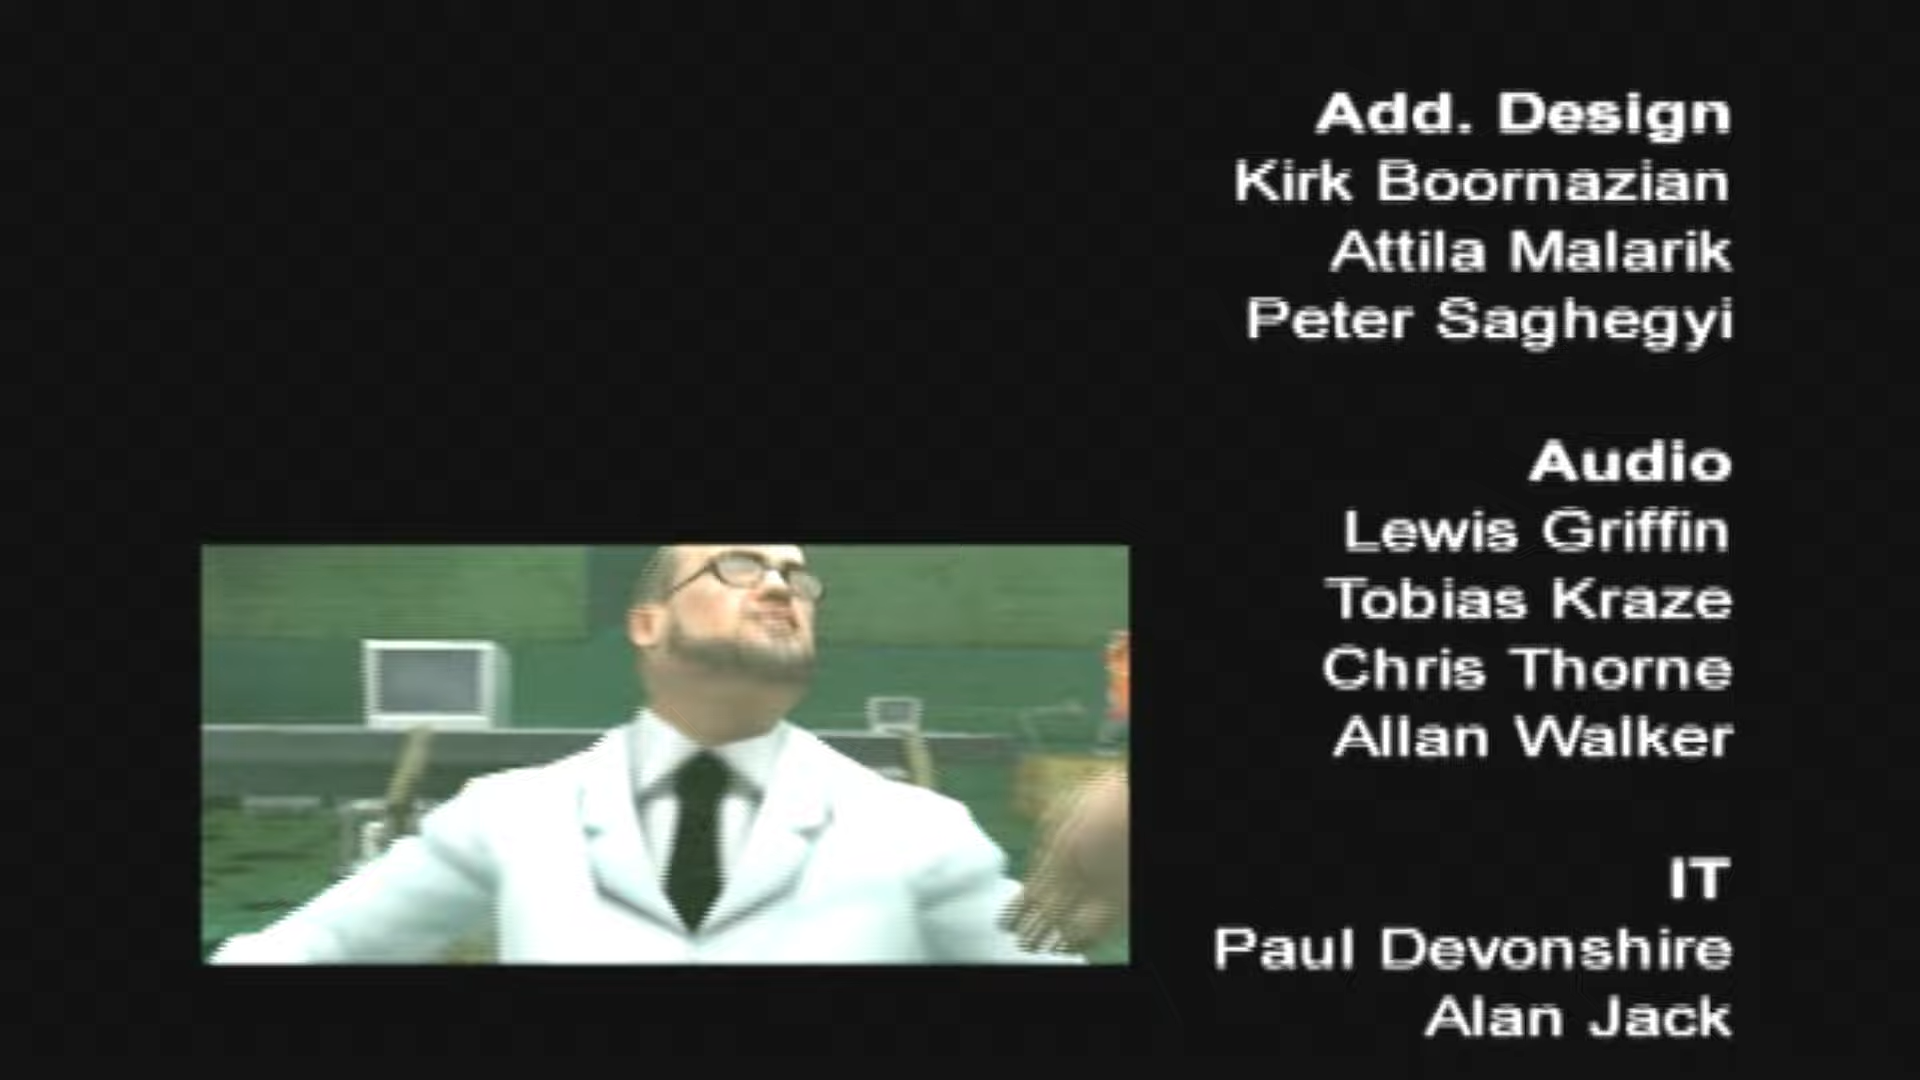 Add. Design
Kirk Boornazian
Attila Malarik
Peter Saghegyi
Audio
Lewis Griffin
Tobias Kraze
Chris Thorne
Allan Walker
IT
Paul Devonshire
Alan Jack